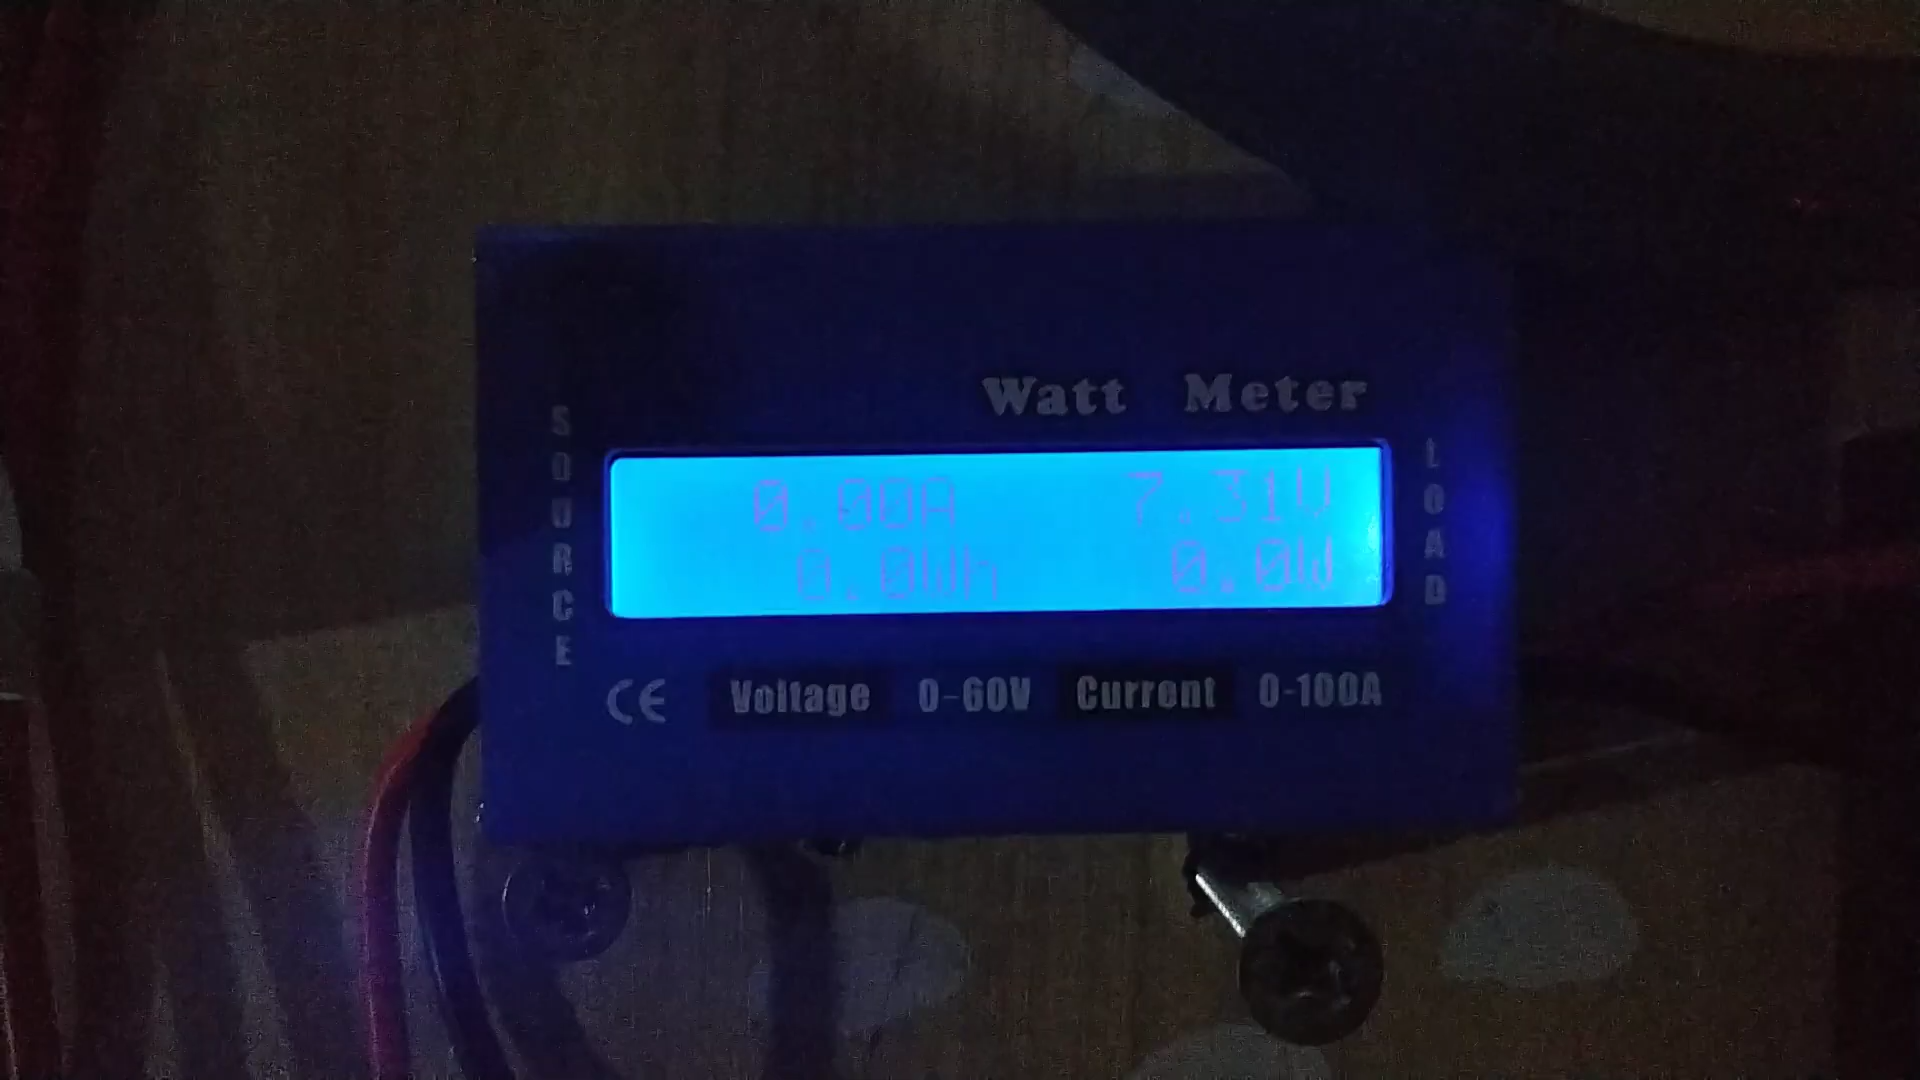 Watt Meter
SOURCE
0.00A 7.31V
0.0Wh 0.0W
LOAD
CE Voltage 0-60V Current 0-100A